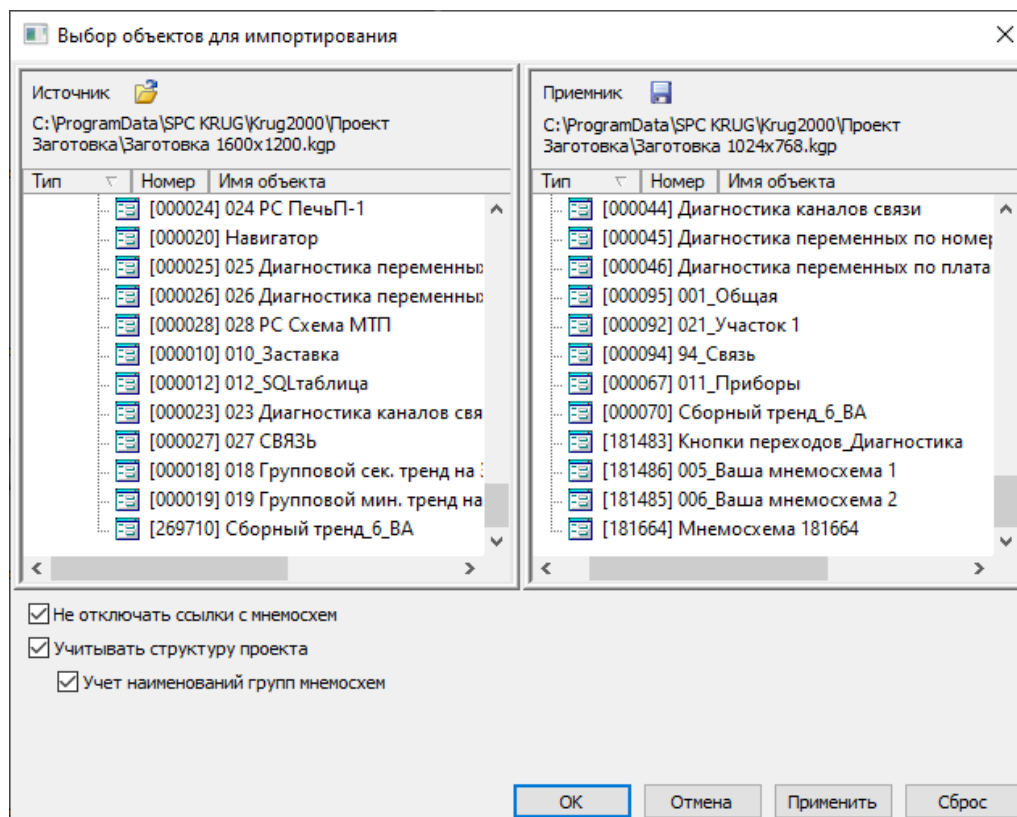 Выбор объектов для импортирования
Источник
C:\ProgramData\SPC KRUG\Krug2000\Проект
Заготовка\Заготовка 1600x1200.kgp
Тип Номер Имя объекта
[000024] 024 РС ПечьП-1
[000020] Навигатор
[000025] 025 Диагностика переменны
[000026] 026 Диагностика переменны
[000028] 028 РС Схема МТП
[000010] 010_Заставка
[000012] 012_SQLтаблица
[000023] 023 Диагностика каналов свя
[000027] 027 СВЯЗЬ
[000018] 018 Групповой сек. тренд на
[000019] 019 Групповой мин. тренд на
[269710] Сборный тренд_6_ВА
Приемник
C:\ProgramData\SPC KRUG\Krug2000\Проект
Заготовка\Заготовка 1024x768.kgp
Тип Номер Имя объекта
[000044] Диагностика каналов связи
[000045] Диагностика переменных по номер
[000046] Диагностика переменных по плата
[000095] 001_Общая
[000092] 021_Участок 1
[000094] 94_Связь
[000067] 011_Приборы
[000070] Сборный тренд_6_ВА
[181483] Кнопки переходов_Диагностика
[181486] 005_Ваша мнемосхема 1
[181485] 006_Ваша мнемосхема 2
[181664] Мнемосхема 181664
Не отключать ссылки с мнемосхем
Учитывать структуру проекта
Учет наименований групп мнемосхем
OK Отмена Применить Сброс